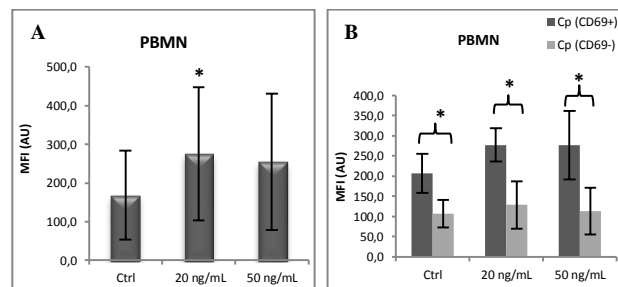 A
PBMN
*
500,0
400,0
300,0
200,0
100,0
0,0
MFI (AU)
Ctrl 20 ng/mL 50 ng/mL
B
Cp (CD69+)
Cp (CD69-)
PBMN
* * *
400,0
350,0
300,0
250,0
200,0
150,0
100,0
50,0
0,0
MFI (AU)
Ctrl 20 ng/mL 50 ng/mL